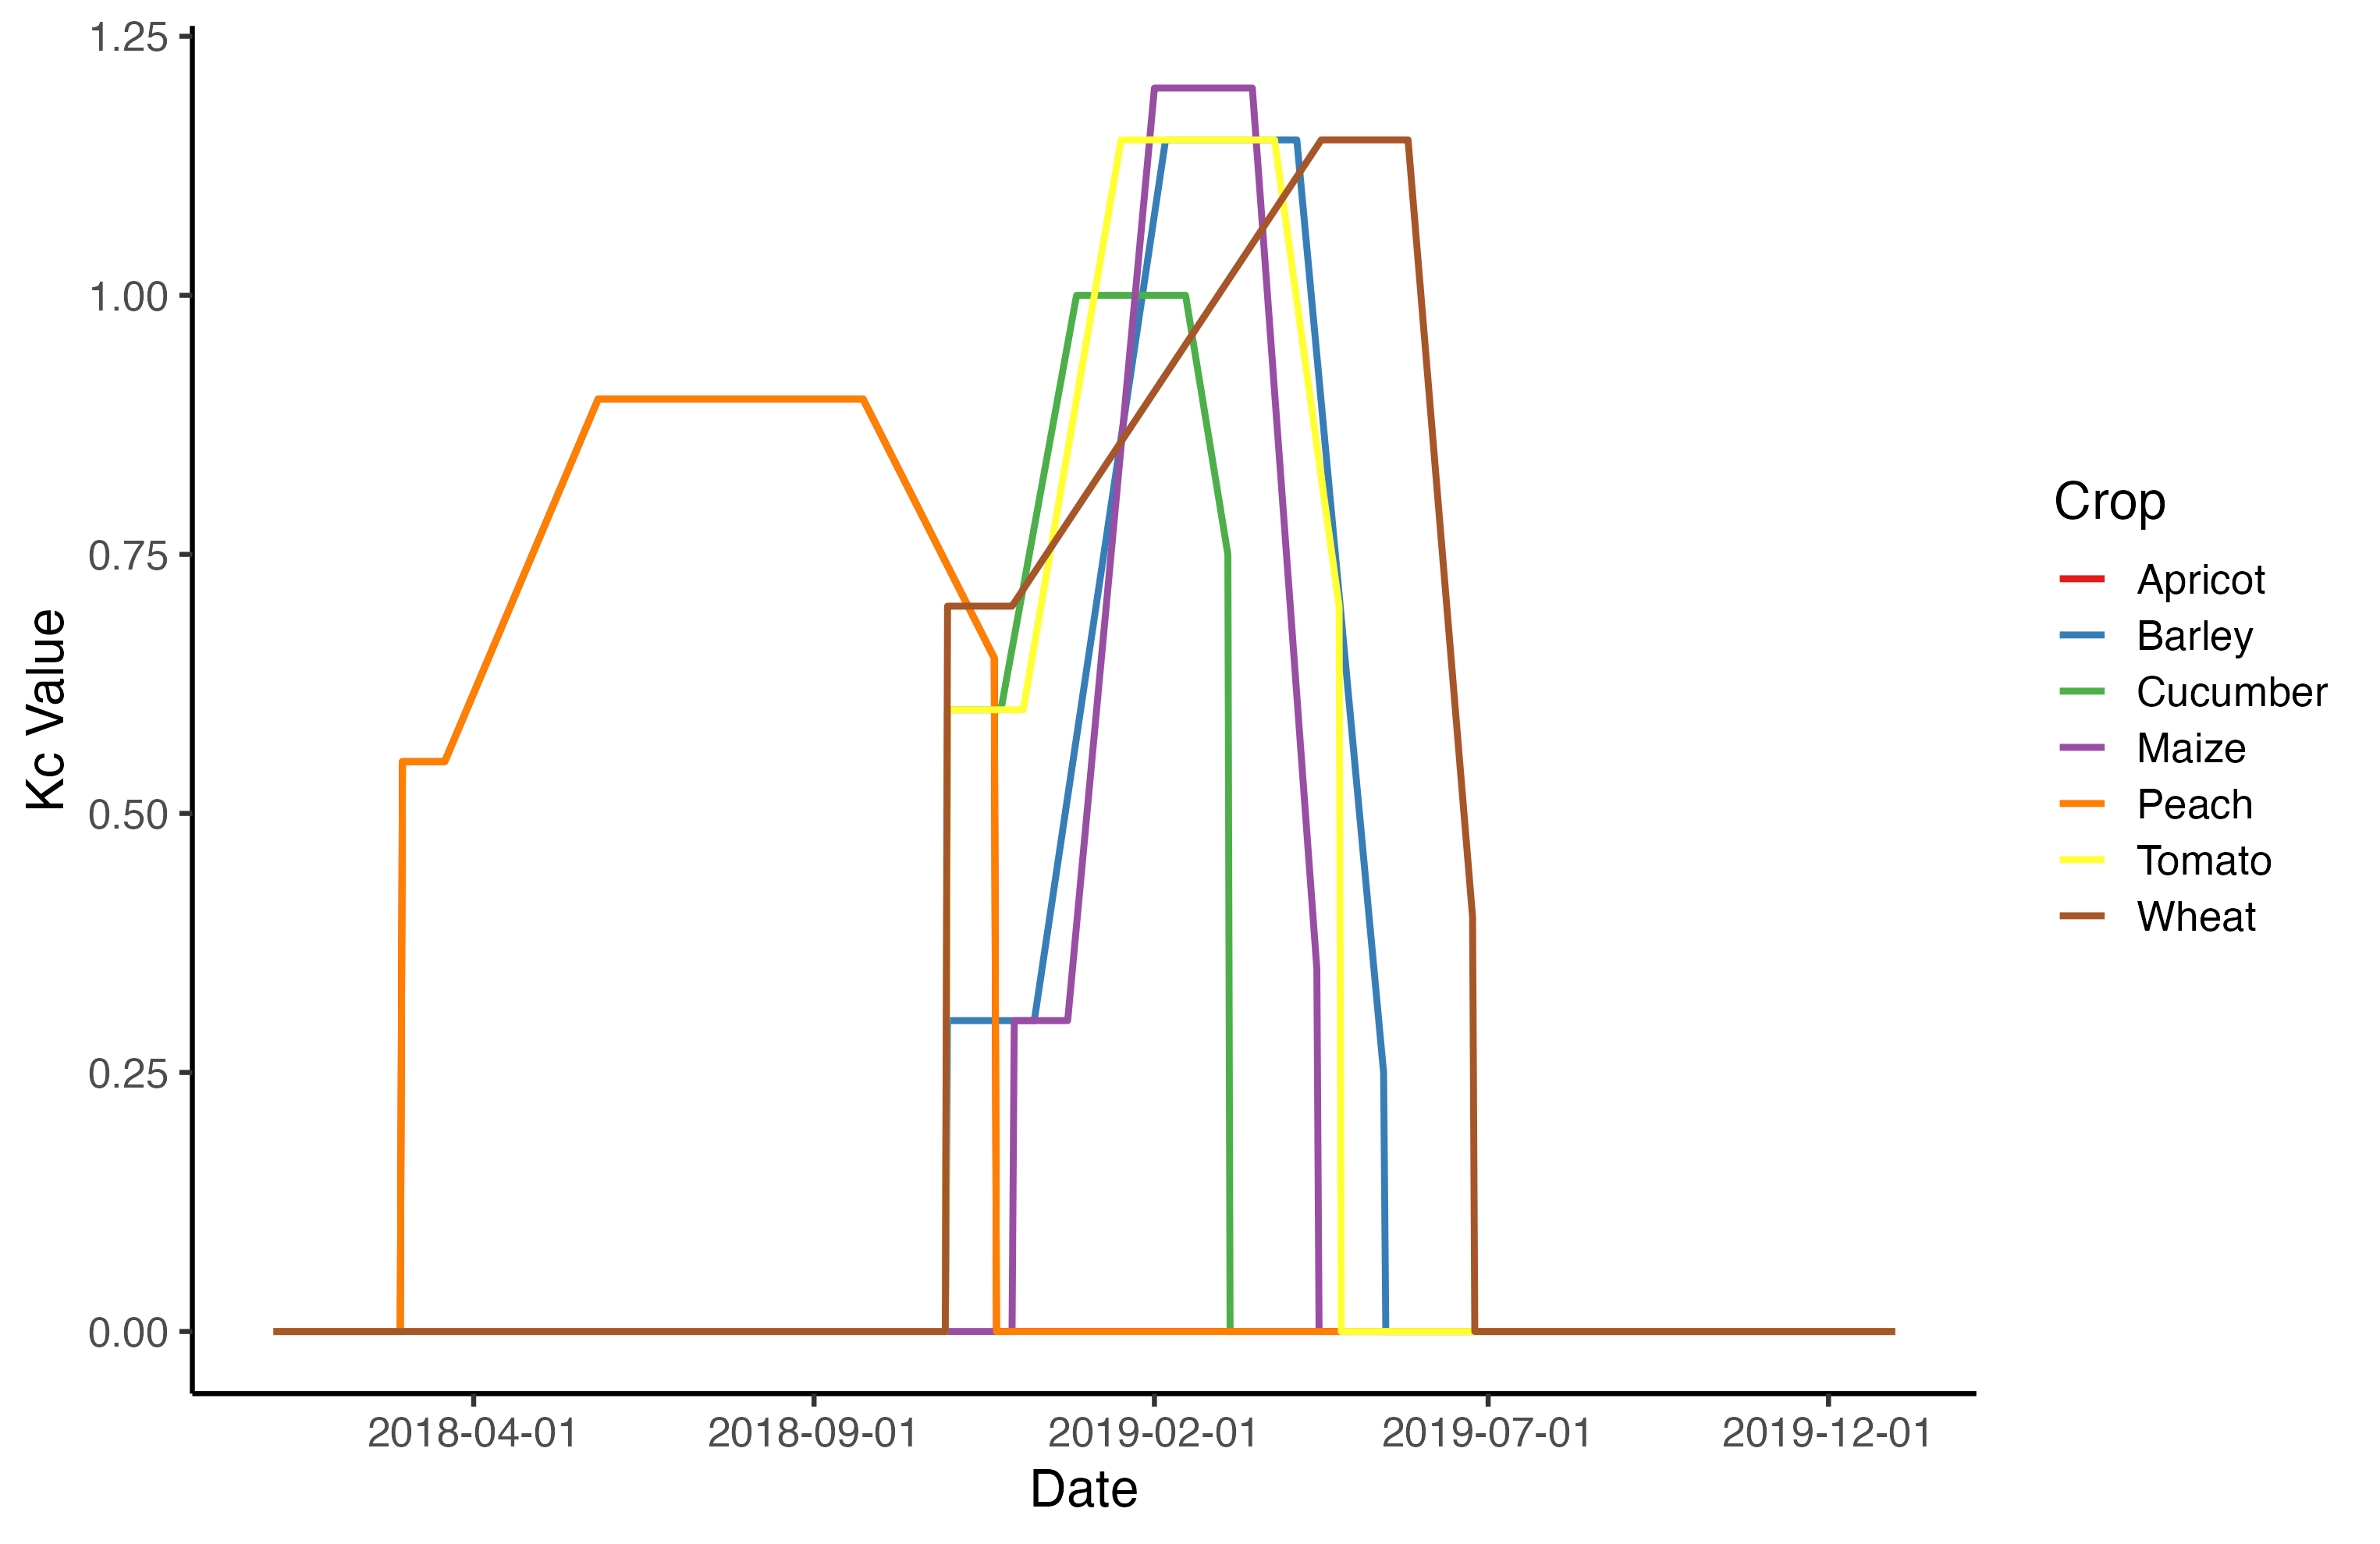 1.25
1.00
0.75
0.50
0.25
0.00
Kc Value
2018-04-01 2018-09-01 2019-02-01 2019-07-01 2019-12-01
Date
Crop
Apricot
Barley
Cucumber
Maize
Peach
Tomato
Wheat